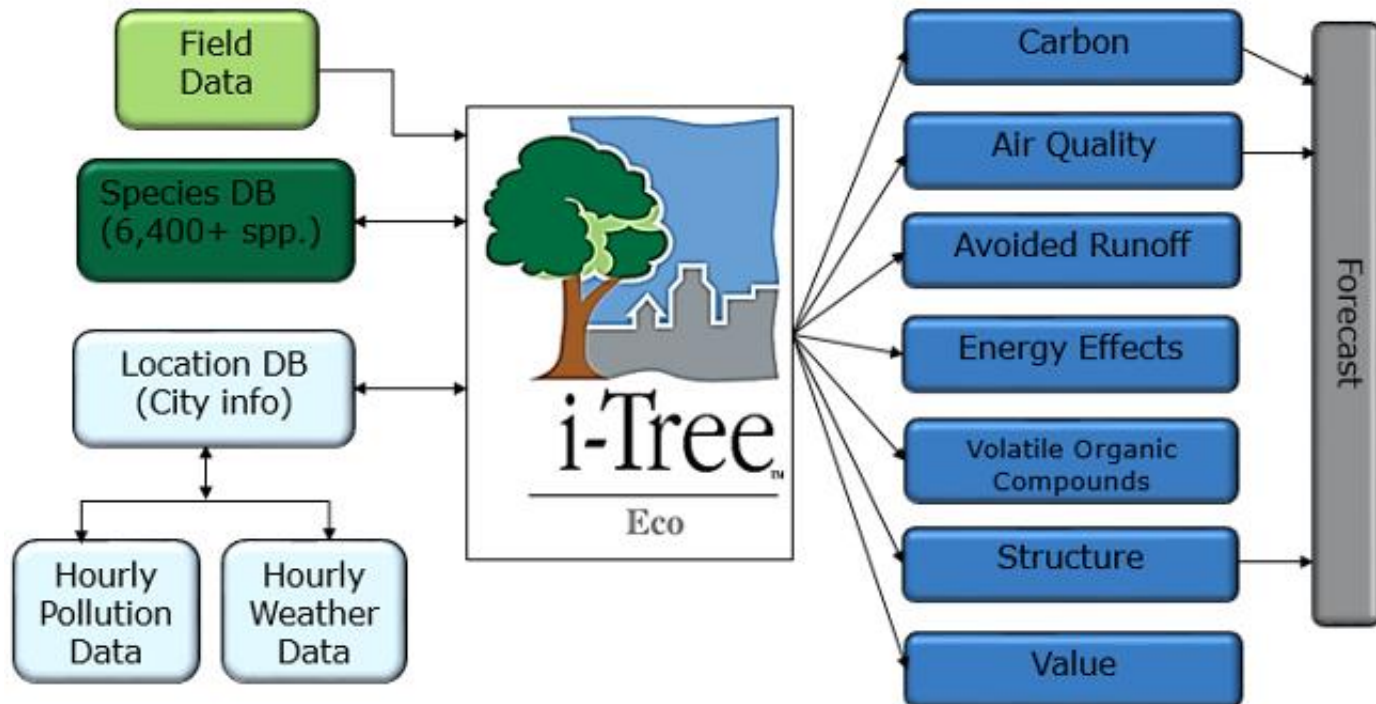 Field
Data
Species DB
(6,400+ spp.)
Location DB
(City info)
Hourly
Pollution
Data
Hourly
Weather
Data
i-Tree™
Eco
Carbon
Air Quality
Avoided Runoff
Energy Effects
Volatile Organic
Compounds
Structure
Value
Forecast